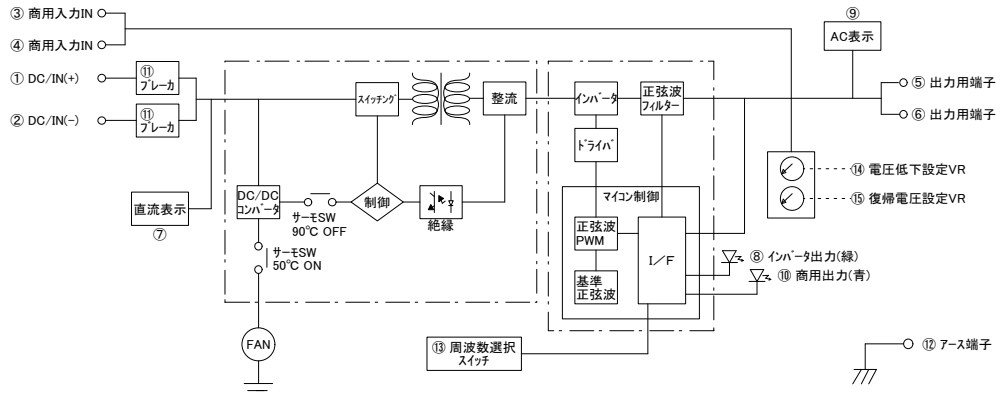 ③ 商用入力IN
④ 商用入力IN
① DC/IN(+)
② DC/IN(-)
⑪
ブレーカ
⑪
ブレーカ
直流表示
⑦
スイッチング
整流
DC/DC
コンバータ
サーモSW
90℃ OFF
制御
絶縁
サーモSW
50℃ ON
FAN
インバータ
正弦波
フィルター
ドライバ
マイコン制御
正弦波
PWM
I/F
基準
正弦波
⑬ 周波数選択
スイッチ
⑨
AC表示
⑤ 出力用端子
⑥ 出力用端子
⑭ 電圧低下設定VR
⑮ 復帰電圧設定VR
⑧ インバータ出力(緑)
⑩ 商用出力(青)
⑫ アース端子